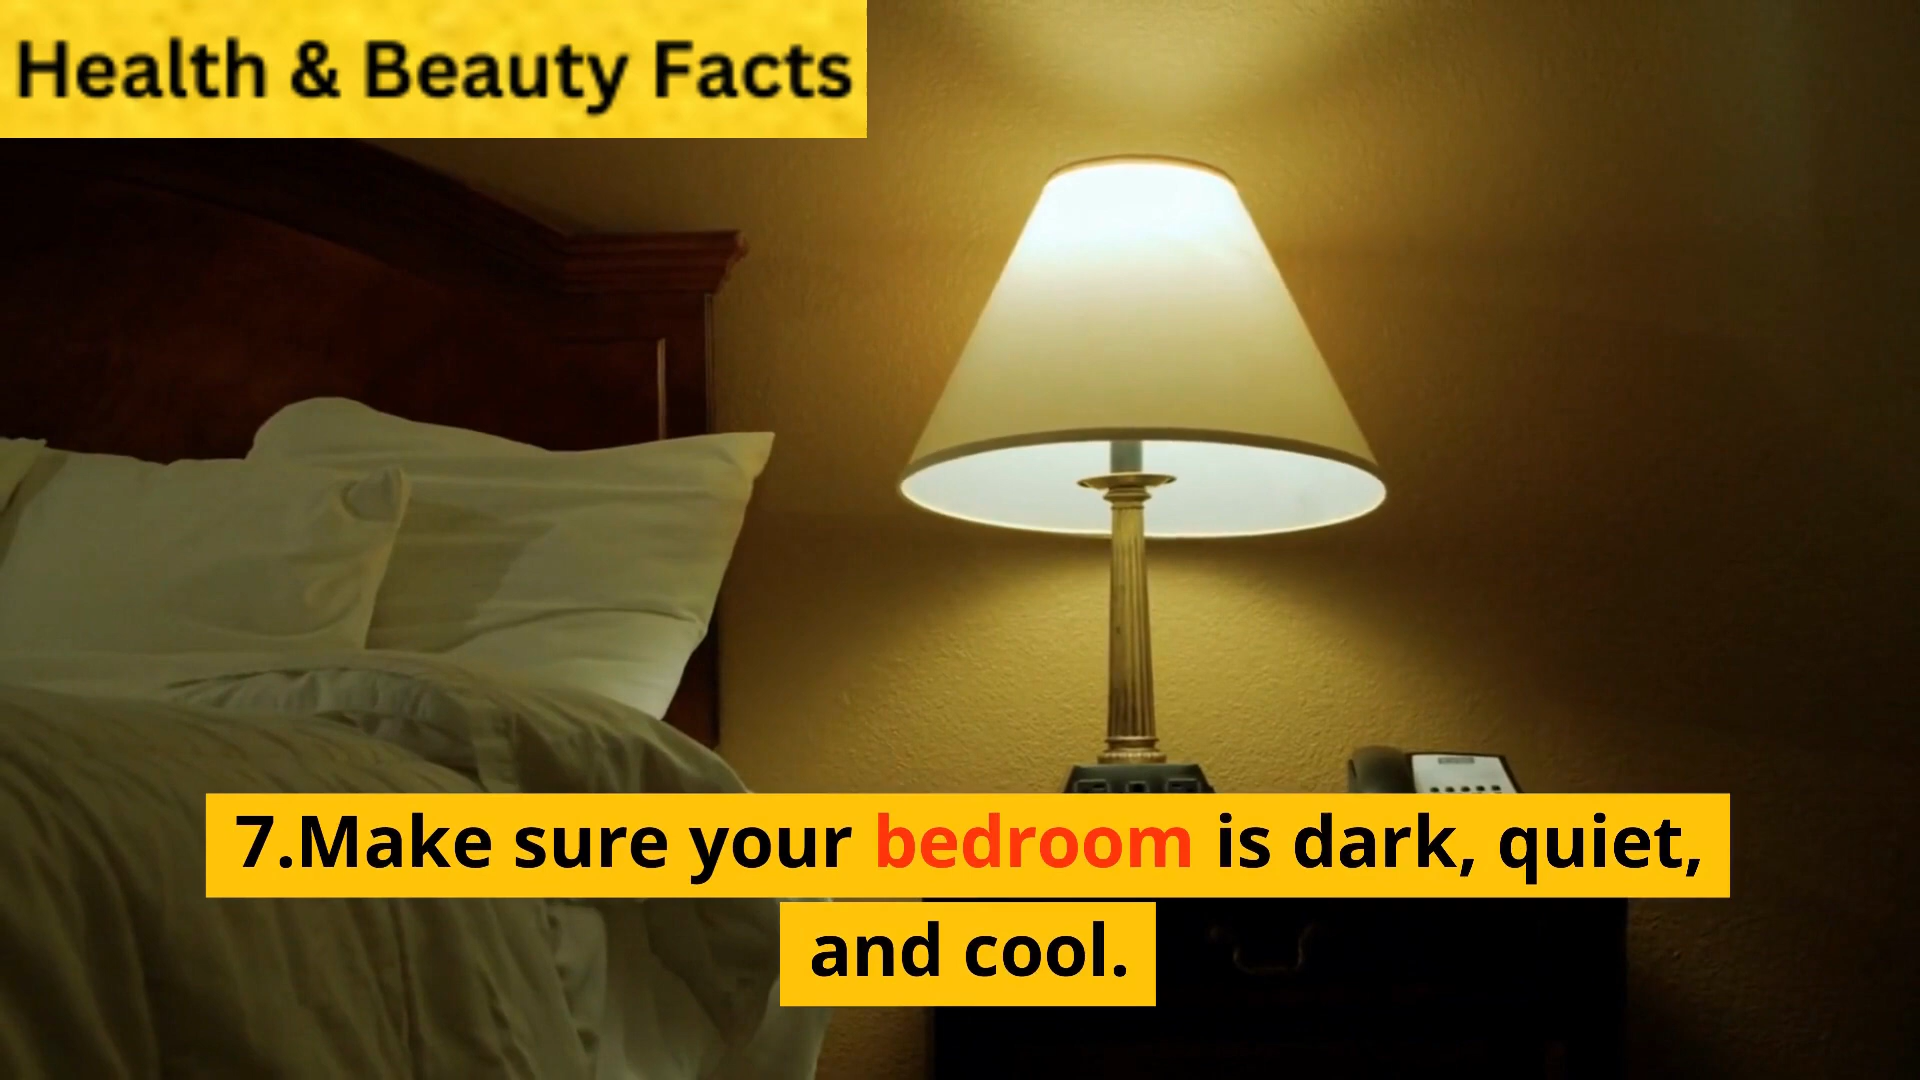 Health & Beauty Facts
7.Make sure your bedroom is dark, quiet,
and cool.